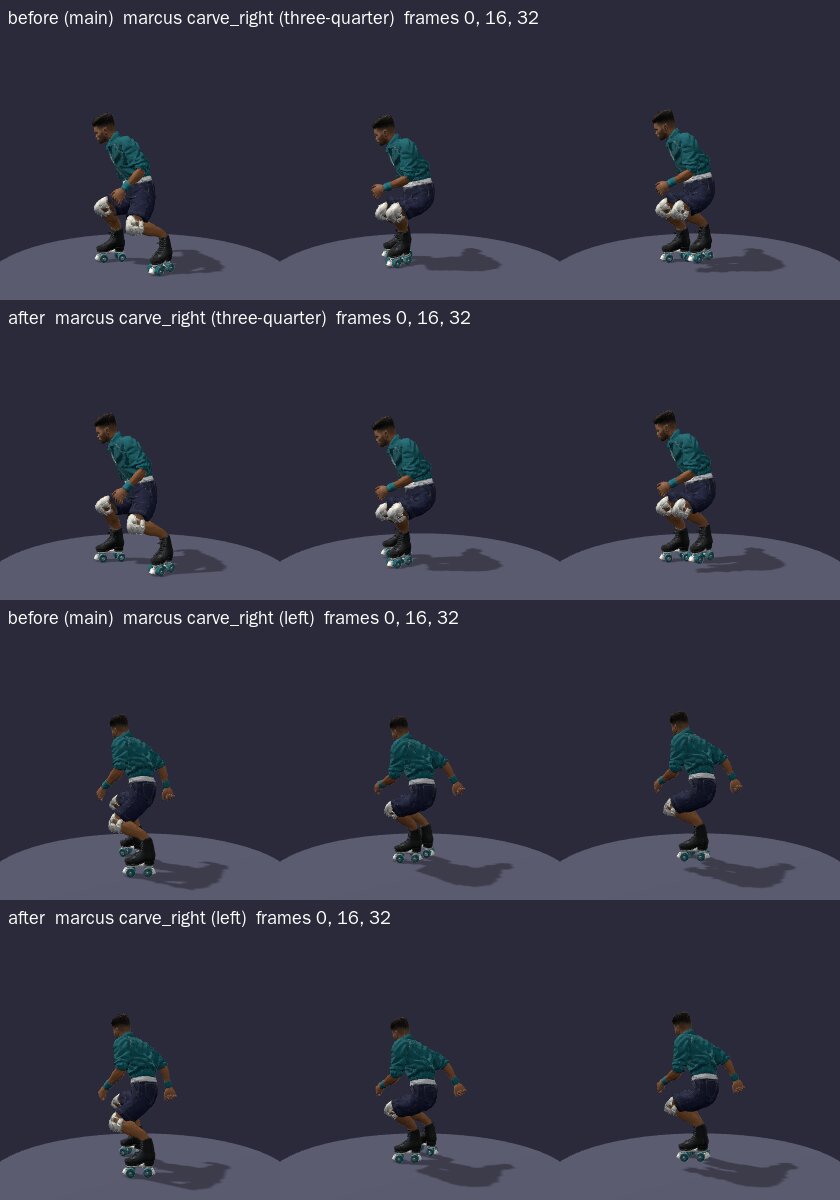 before (main)  marcus carve_right (three-quarter)  frames 0, 16, 32
after  marcus carve_right (three-quarter)  frames 0, 16, 32
before (main)  marcus carve_right (left)  frames 0, 16, 32
after  marcus carve_right (left)  frames 0, 16, 32